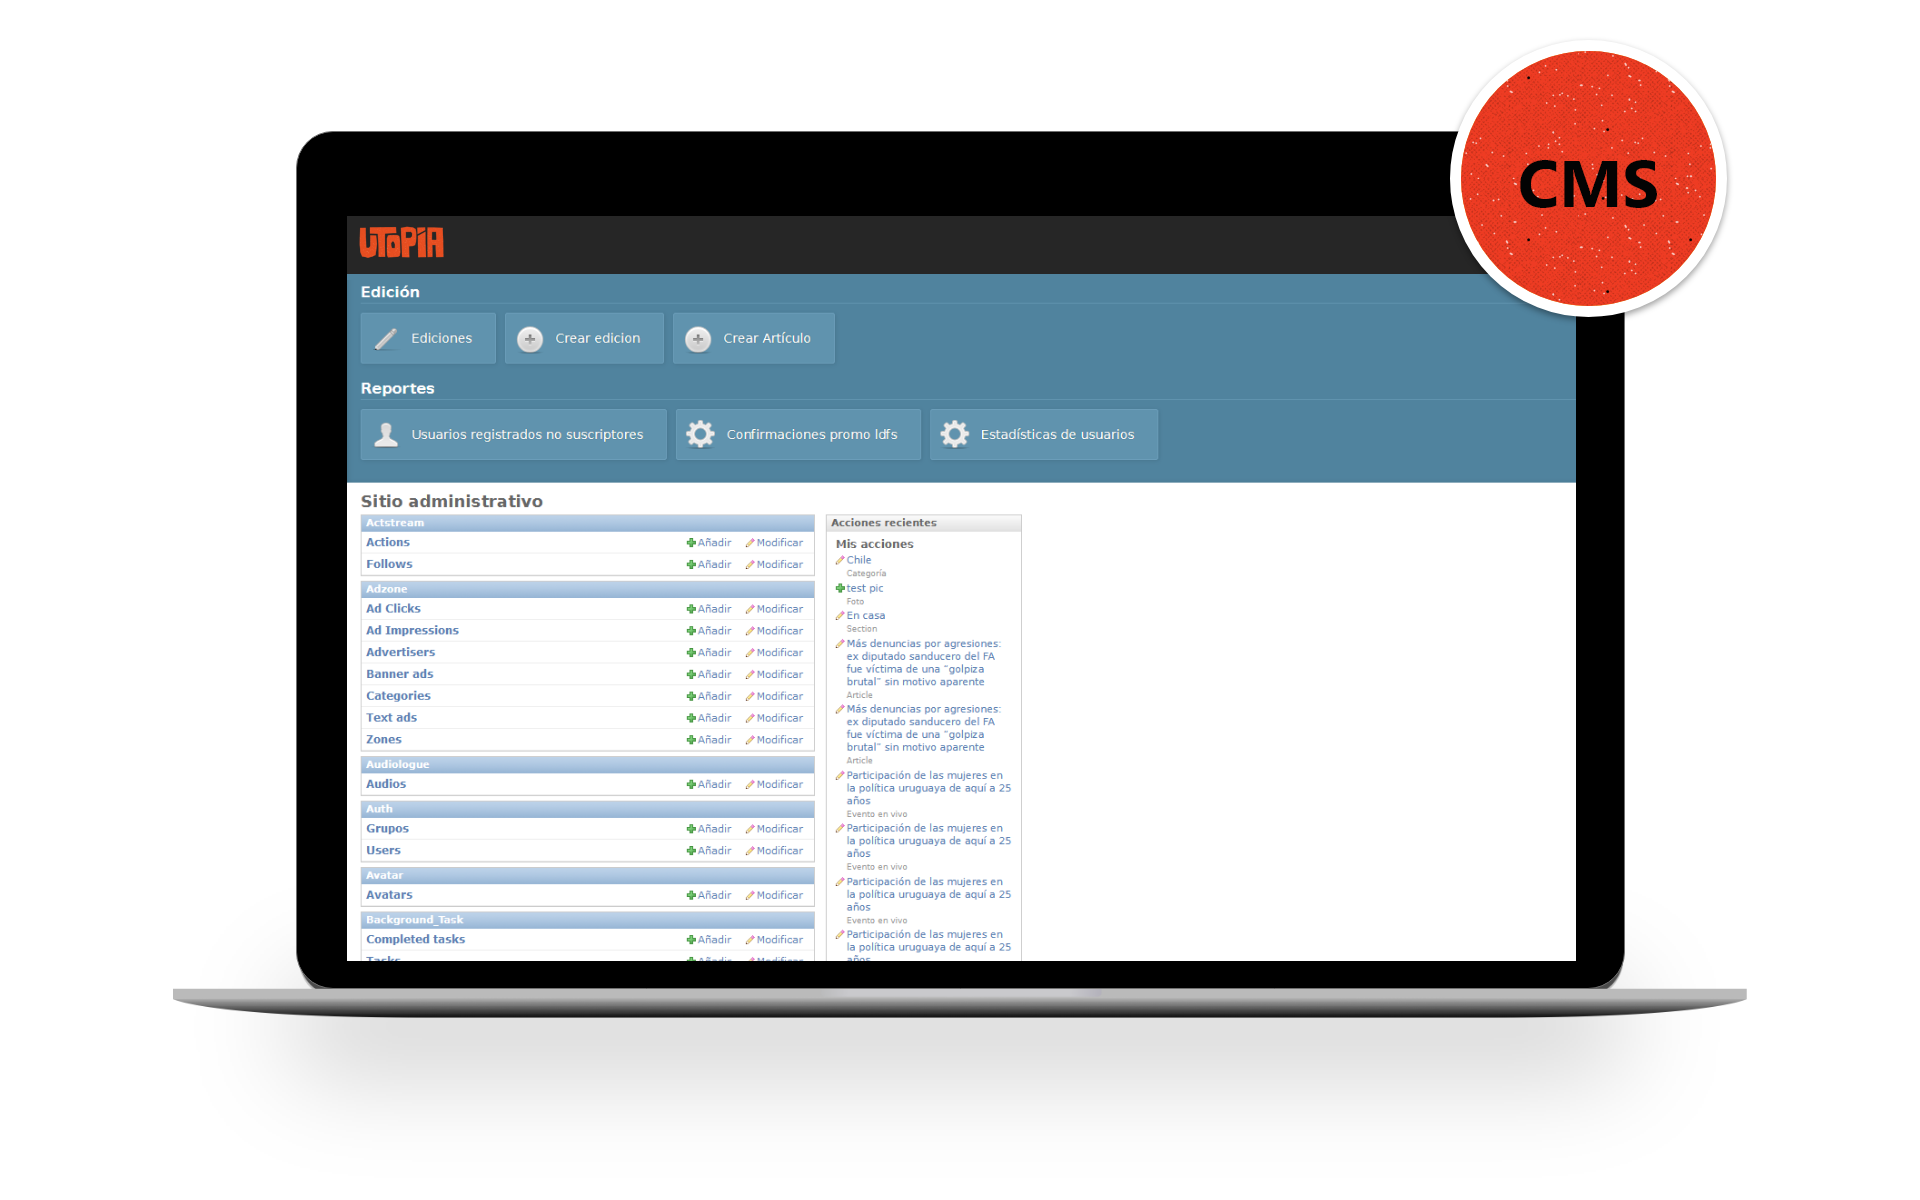 CMS
UTOPIA
Edición
Ediciones
Crear edicion
Crear Artículo
Reportes
Usuarios registrados no suscriptores
Confirmaciones promo ldfs
Estadísticas de usuarios
Sitio administrativo
Actstream
Actions Añadir Modificar
Follows Añadir Modificar
Adzone
Ad Clicks Añadir Modificar
Ad Impressions Añadir Modificar
Advertisers Añadir Modificar
Banner ads Añadir Modificar
Categories Añadir Modificar
Text ads Añadir Modificar
Zones Añadir Modificar
Audiologue
Audios Añadir Modificar
Auth
Grupos Añadir Modificar
Users Añadir Modificar
Avatar
Avatars Añadir Modificar
Background_Task
Completed tasks Añadir Modificar
Tasks Añadir Modificar
Acciones recientes
Mis acciones
Chile
Categoría
test pic
Foto
En casa
Section
Más denuncias por agresiones:
ex diputado sanducero del FA
fue víctima de una “golpiza
brutal” sin motivo aparente
Article
Más denuncias por agresiones:
ex diputado sanducero del FA
fue víctima de una “golpiza
brutal” sin motivo aparente
Article
Participación de las mujeres en
la política uruguaya de aquí a 25
años
Evento en vivo
Participación de las mujeres en
la política uruguaya de aquí a 25
años
Evento en vivo
Participación de las mujeres en
la política uruguaya de aquí a 25
años
Evento en vivo
Participación de las mujeres en
la política uruguaya de aquí a 25
años